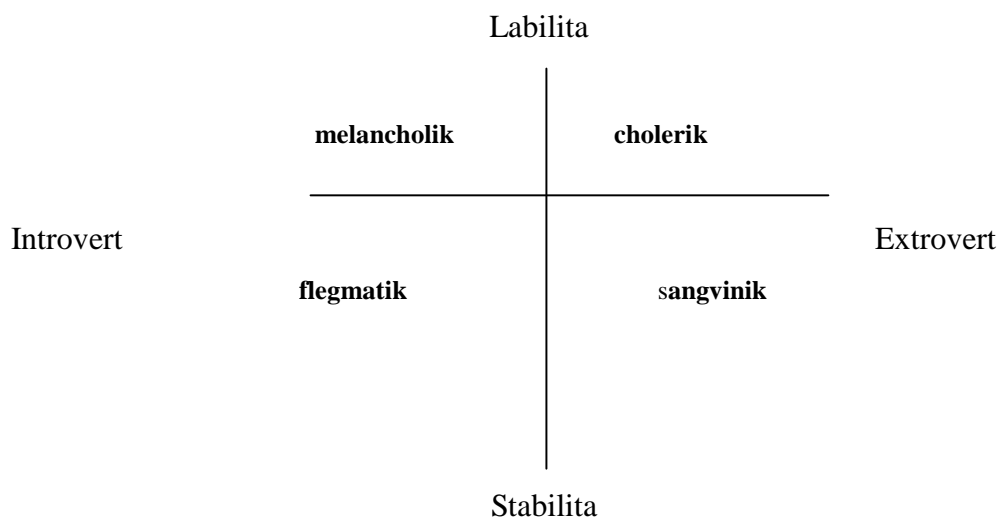 Labilita
melancholik cholerik
Introvert Extrovert
flegmatik sangvinik
Stabilita